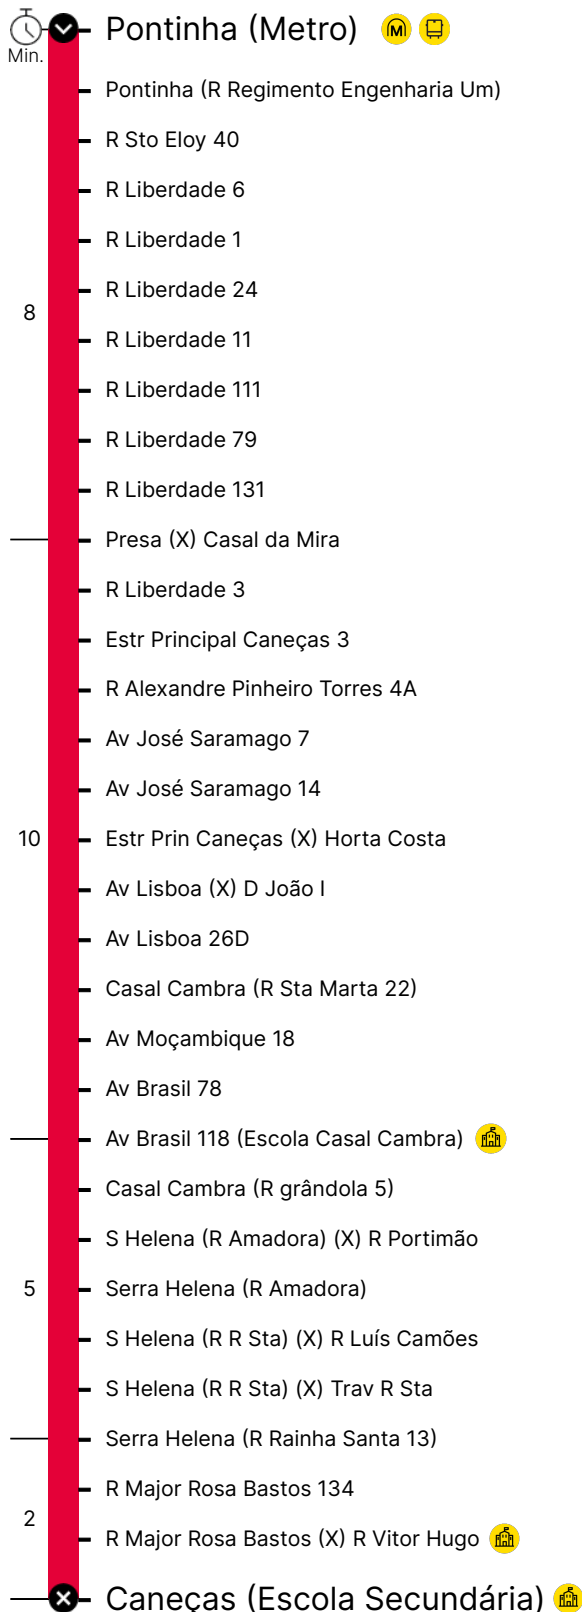 Pontinha (Metro)
Min.
Pontinha (R Regimento Engenharia Um)
R Sto Eloy 40
R Liberdade 6
R Liberdade 1
R Liberdade 24
8
R Liberdade 11
R Liberdade 111
R Liberdade 79
R Liberdade 131
Presa (X) Casal da Mira
R Liberdade 3
Estr Principal Caneças 3
R Alexandre Pinheiro Torres 4A
Av José Saramago 7
Av José Saramago 14
10
Estr Prin Caneças (X) Horta Costa
Av Lisboa (X) D João I
Av Lisboa 26D
Casal Cambra (R Sta Marta 22)
Av Moçambique 18
Av Brasil 78
Av Brasil 118 (Escola Casal Cambra)
Casal Cambra (R grândola 5)
S Helena (R Amadora) (X) R Portimão
5
Serra Helena (R Amadora)
S Helena (R R Sta) (X) R Luís Camões
S Helena (R R Sta) (X) Trav R Sta
Serra Helena (R Rainha Santa 13)
R Major Rosa Bastos 134
2
R Major Rosa Bastos (X) R Vitor Hugo
Caneças (Escola Secundária)